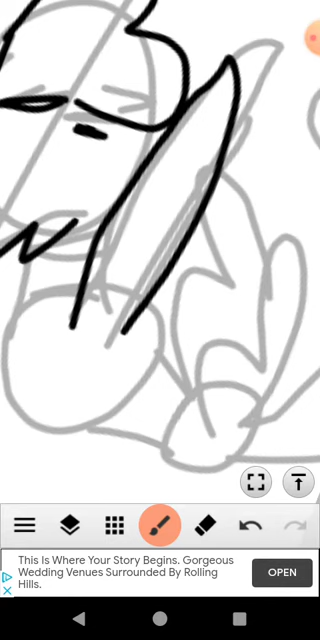 This Is Where Your Story Begins. Gorgeous
Wedding Venues Surrounded By Rolling
Hills.
OPEN